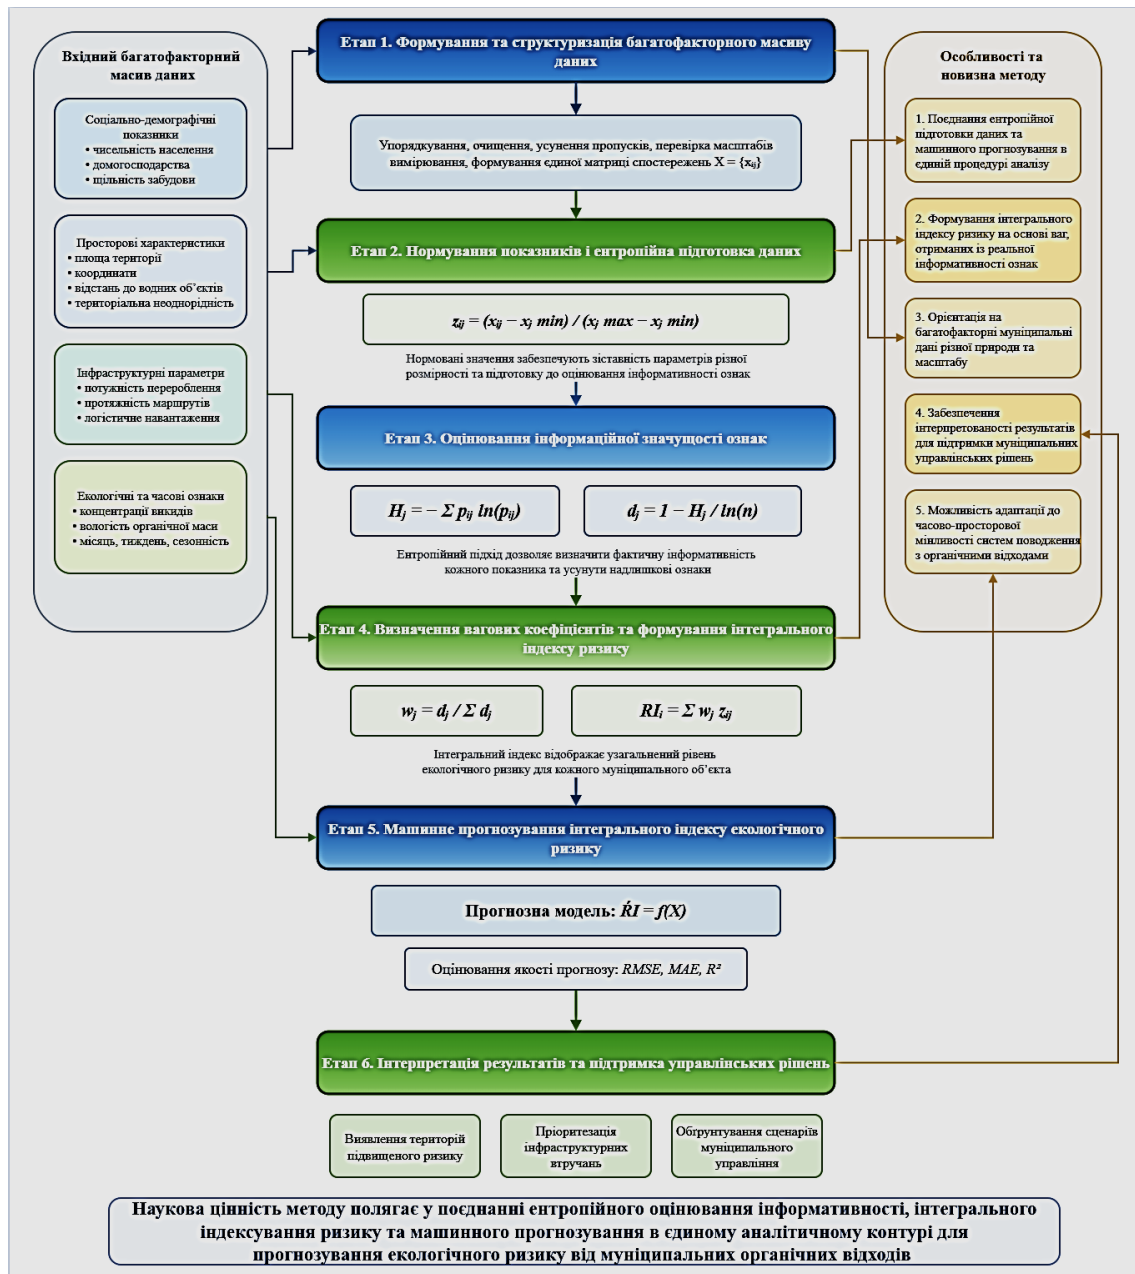 Вхідний багатофакторний
масив даних
Соціально-демографічні
показники
• чисельність населення
• домогосподарства
• щільність забудови
Просторові характеристики
• площа території
• координати
• відстань до водних об’єктів
• територіальна неоднорідність
Інфраструктурні параметри
• потужність перероблення
• протяжність маршрутів
• логістичне навантаження
Екологічні та часові ознаки
• концентрації викидів
• вологість органічної маси
• місяць, тиждень, сезонність
Етап 1. Формування та структуризація багатофакторного масиву
даних
Упорядкування, очищення, усунення пропусків, перевірка масштабів
вимірювання, формування єдиної матриці спостережень X = {xᵢⱼ}
Етап 2. Нормування показників і ентропійна підготовка даних
zᵢⱼ = (xᵢⱼ – xⱼ min) / (xⱼ max – xⱼ min)
Нормовані значення забезпечують зіставність параметрів різної
розмірності та підготовку до оцінювання інформативності ознак
Етап 3. Оцінювання інформаційної значущості ознак
Hⱼ = – Σ pᵢⱼ ln(pᵢⱼ)
dⱼ = 1 – Hⱼ / ln(n)
Ентропійний підхід дозволяє визначити фактичну інформативність
кожного показника та усунути надлишкові ознаки
Етап 4. Визначення вагових коефіцієнтів та формування інтегрального
індексу ризику
wⱼ = dⱼ / Σ dⱼ
RIᵢ = Σ wⱼ zᵢⱼ
Інтегральний індекс відображає узагальнений рівень
екологічного ризику для кожного муніципального об’єкта
Етап 5. Машинне прогнозування інтегрального індексу екологічного
ризику
Прогнозна модель: ŔI = f(X)
Оцінювання якості прогнозу: RMSE, MAE, R²
Етап 6. Інтерпретація результатів та підтримка управлінських рішень
Виявлення територій
підвищеного ризику
Пріоритезація
інфраструктурних
втручань
Обґрунтування сценаріїв
муніципального
управління
Особливості та
новизна методу
1. Поєднання ентропійної
підготовки даних та
машинного прогнозування в
єдиній процедурі аналізу
2. Формування інтегрального
індексу ризику на основі ваг,
отриманих із реальної
інформативності ознак
3. Орієнтація на
багатофакторні муніципальні
дані різної природи та
масштабу
4. Забезпечення
інтерпретованості результатів
для підтримки муніципальних
управлінських рішень
5. Можливість адаптації до
часово-просторової
мінливості систем поводження
з органічними відходами
Наукова цінність методу полягає у поєднанні ентропійного оцінювання інформативності, інтегрального
індексування ризику та машинного прогнозування в єдиному аналітичному контурі для
прогнозування екологічного ризику від муніципальних органічних відходів